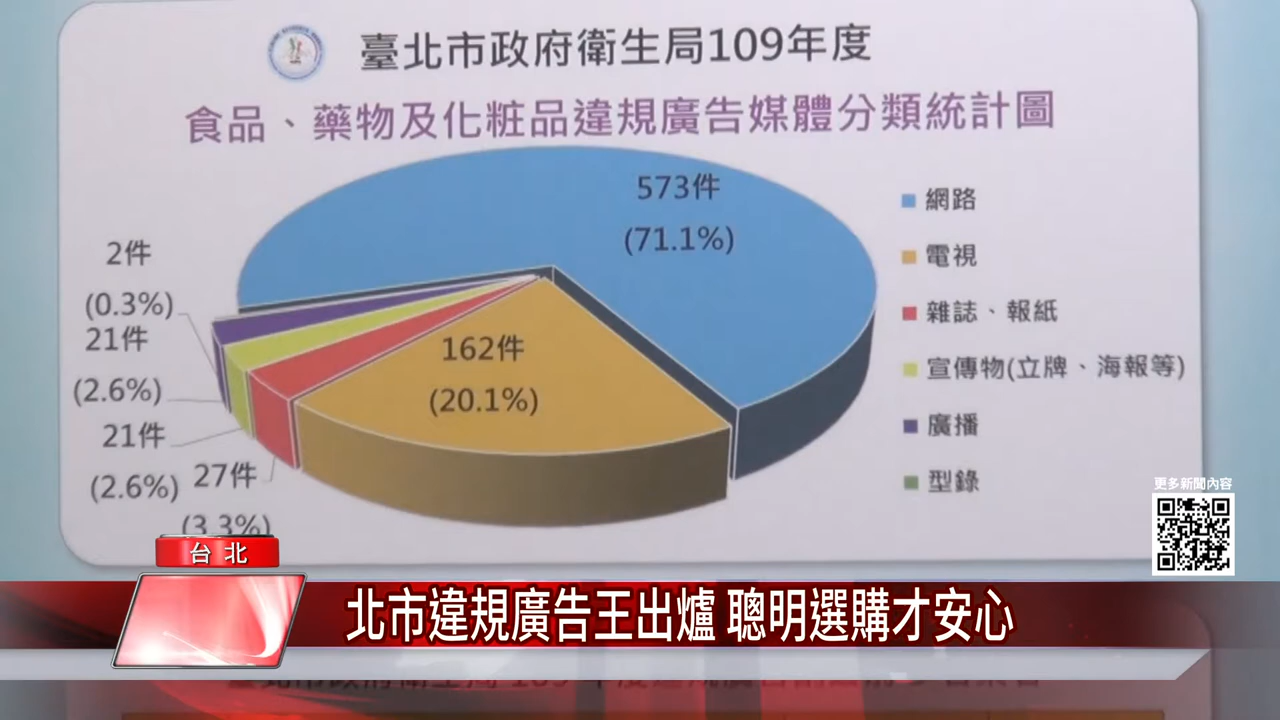 臺北市政府衛生局109年度
食品、藥物及化粧品違規廣告媒體分類統計圖
573件
(71.1%)
網路
電視
雜誌、報紙
宣傳物(立牌、海報等)
廣播
型錄
2件
(0.3%)
21件
(2.6%)
21件
(2.6%)
27件
(3.3%)
162件
(20.1%)
更多新聞內容
台北
北市違規廣告王出爐 聰明選購才安心